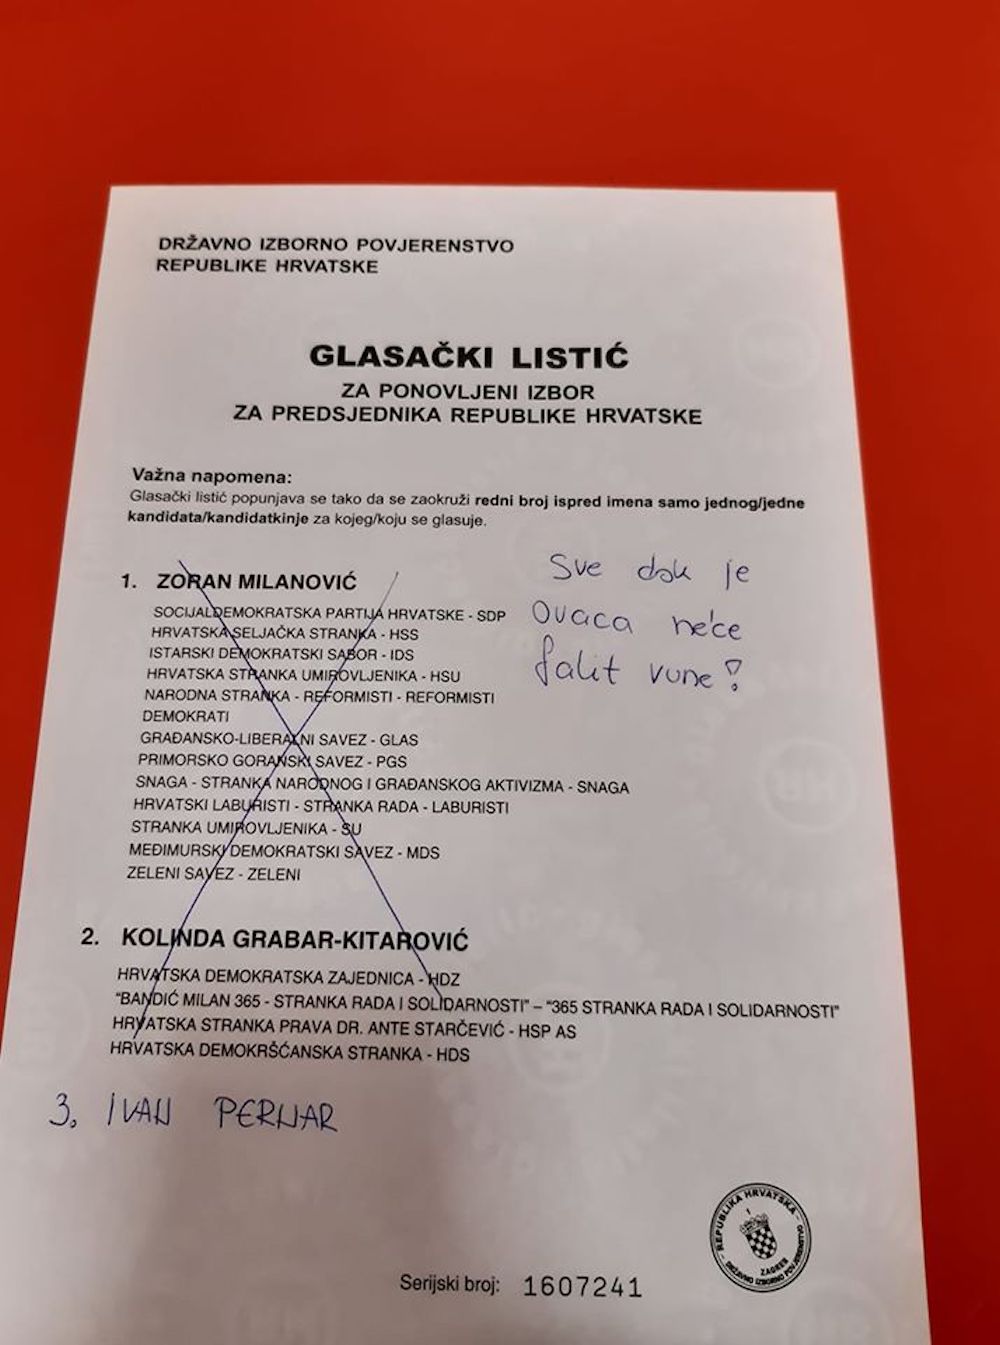 DRŽAVNO IZBORNO POVJERENSTVO
REPUBLIKE HRVATSKE
GLASAČKI LISTIĆ
ZA PONOVLJENI IZBOR
ZA PREDSJEDNIKA REPUBLIKE HRVATSKE
Važna napomena:
Glasački listić popunjava se tako da se zaokruži redni broj ispred imena samo jednog/jedne
kandidata/kandidatkinje za kojeg/koju se glasuje.
1. ZORAN MILANOVIĆ
SOCIJALDEMOKRATSKA PARTIJA HRVATSKE - SDP
HRVATSKA SELJAČKA STRANKA - HSS
ISTARSKI DEMOKRATSKI SABOR - IDS
HRVATSKA STRANKA UMIROVLJENIKA - HSU
NARODNA STRANKA - REFORMISTI - REFORMISTI
DEMOKRATI
GRAĐANSKO-LIBERALNI SAVEZ - GLAS
PRIMORSKO GORANSKI SAVEZ - PGS
SNAGA - STRANKA NARODNOG I GRAĐANSKOG AKTIVIZMA - SNAGA
HRVATSKI LABURISTI - STRANKA RADA - LABURISTI
STRANKA UMIROVLJENIKA - SU
MEĐIMURSKI DEMOKRATSKI SAVEZ - MDS
ZELENI SAVEZ - ZELENI
Sve dok je
ovaca neće
falit vune!
2. KOLINDA GRABAR-KITAROVIĆ
HRVATSKA DEMOKRATSKA ZAJEDNICA - HDZ
"BANDIĆ MILAN 365 - STRANKA RADA I SOLIDARNOSTI" – "365 STRANKA RADA I SOLIDARNOSTI"
HRVATSKA STRANKA PRAVA DR. ANTE STARČEVIĆ - HSP AS
HRVATSKA DEMOKRŠĆANSKA STRANKA - HDS
3. IVAN PERNAR
REPUBLIKA HRVATSKA
1
ZAGREB
DRŽAVNO IZBORNO POVJERENSTVO
Serijski broj: 1607241